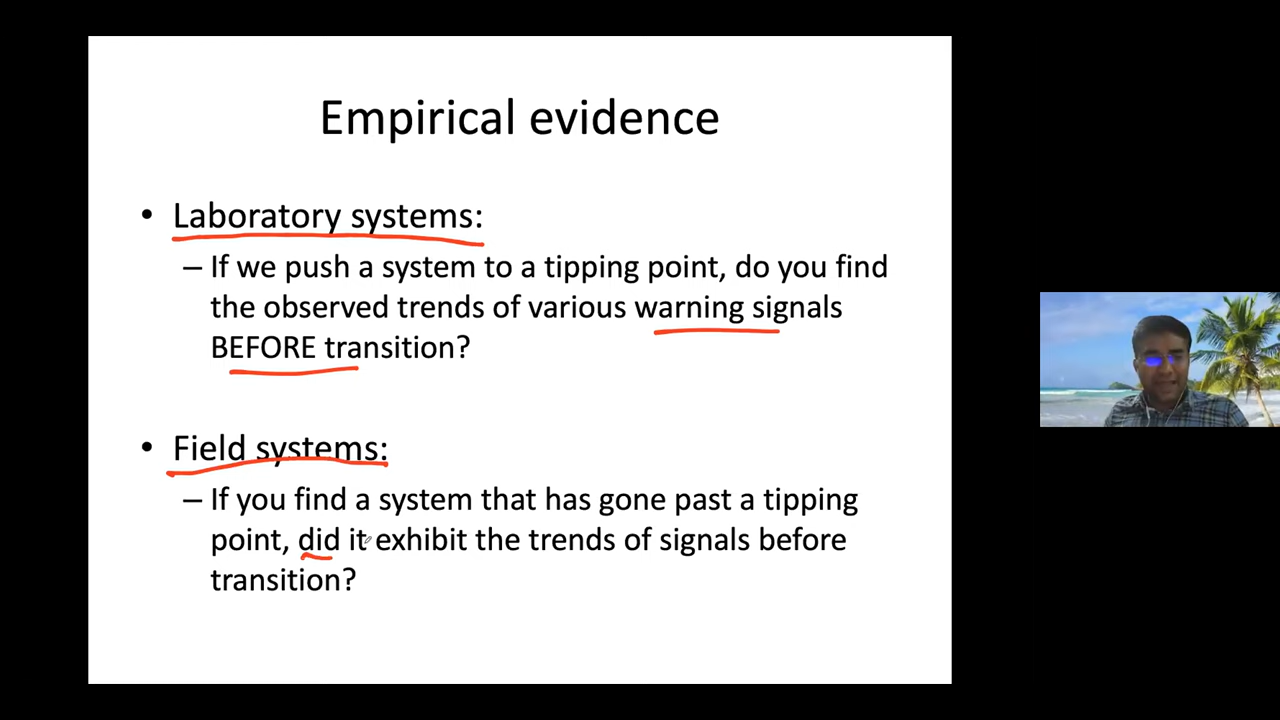 Empirical evidence
• Laboratory systems:
– If we push a system to a tipping point, do you find
the observed trends of various warning signals
BEFORE transition?
• Field systems:
– If you find a system that has gone past a tipping
point, did it exhibit the trends of signals before
transition?